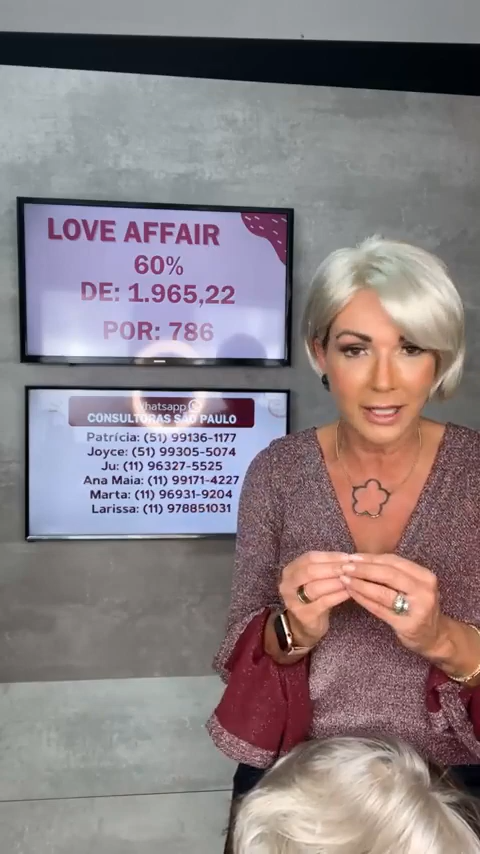 LOVE AFFAIR
60%
DE: 1.965,22
POR: 786
Whatsapp
CONSULTORAS SÃO PAULO
Patrícia: (51) 99136-1177
Joyce: (51) 99305-5074
Ju: (11) 96327-5525
Ana Maia: (11) 99171-4227
Marta: (11) 96931-9204
Larissa: (11) 978851031